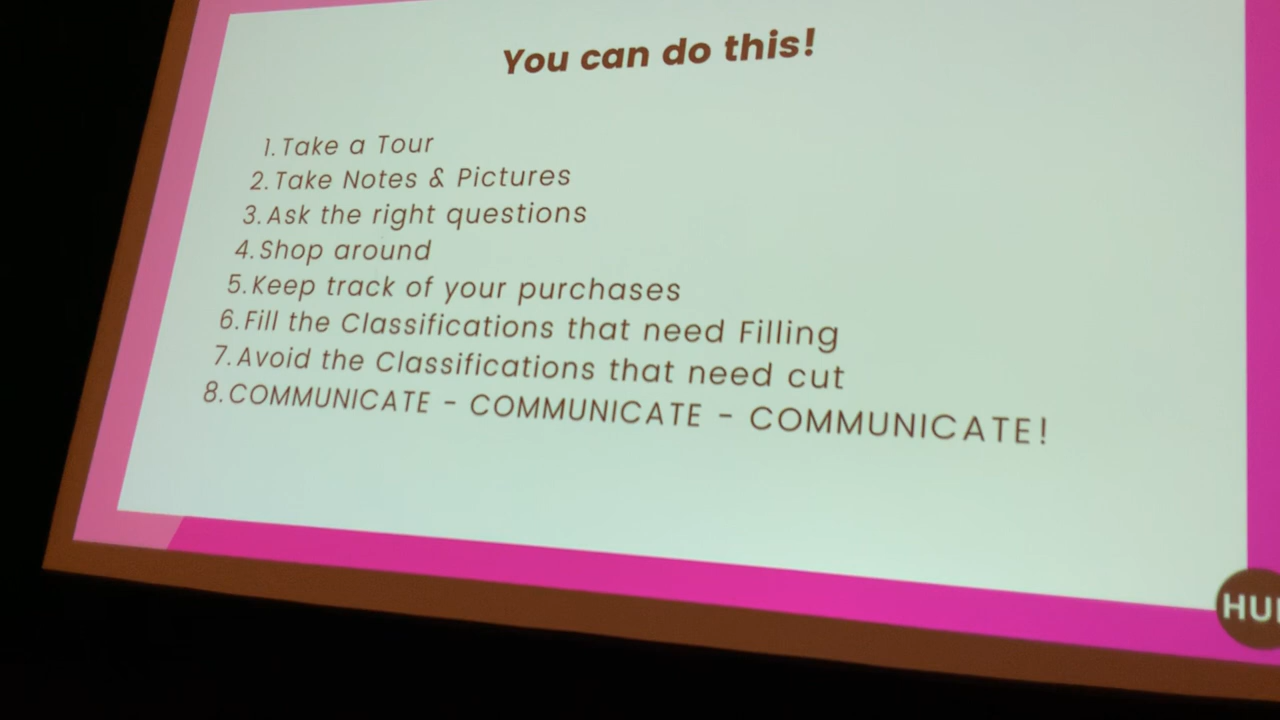 You can do this!
1. Take a Tour
2. Take Notes & Pictures
3. Ask the right questions
4. Shop around
5. Keep track of your purchases
6. Fill the Classifications that need Filling
7. Avoid the Classifications that need cut
8. COMMUNICATE - COMMUNICATE - COMMUNICATE!